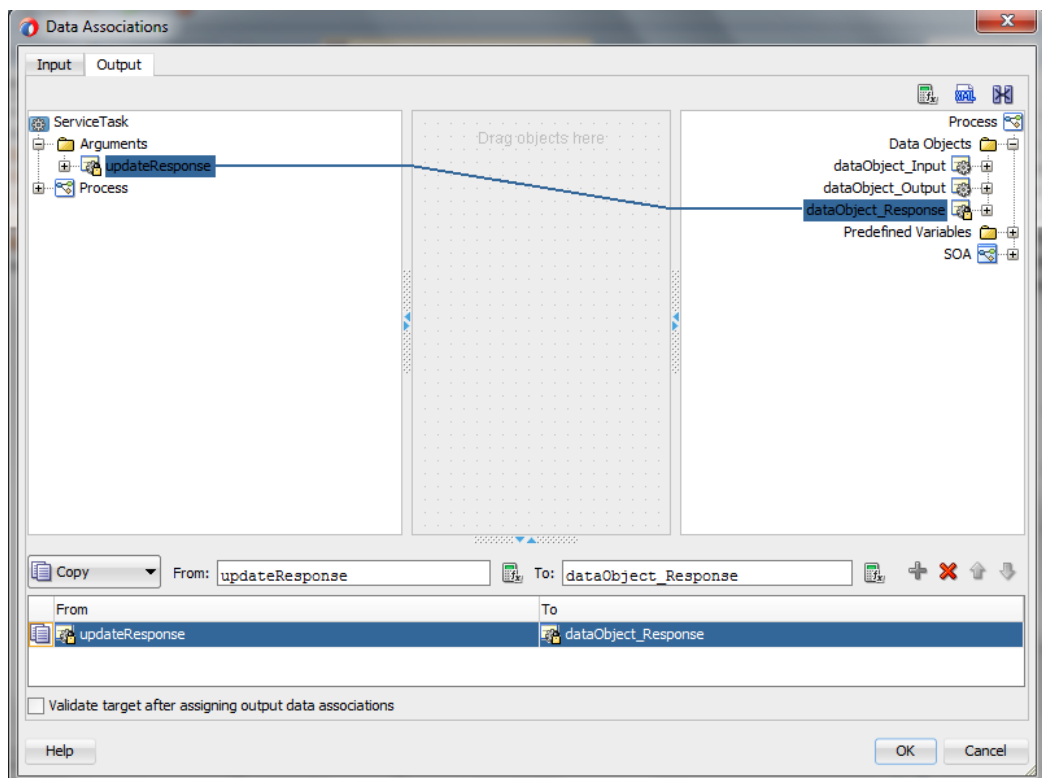 Data Associations
Input Output
XML
ServiceTask
Arguments
updateResponse
Process
Drag objects here
Process
Data Objects
dataObject_Input
dataObject_Output
dataObject_Response
Predefined Variables
SOA
Copy From: updateResponse To: dataObject_Response
From To
updateResponse dataObject_Response
Validate target after assigning output data associations
Help OK Cancel